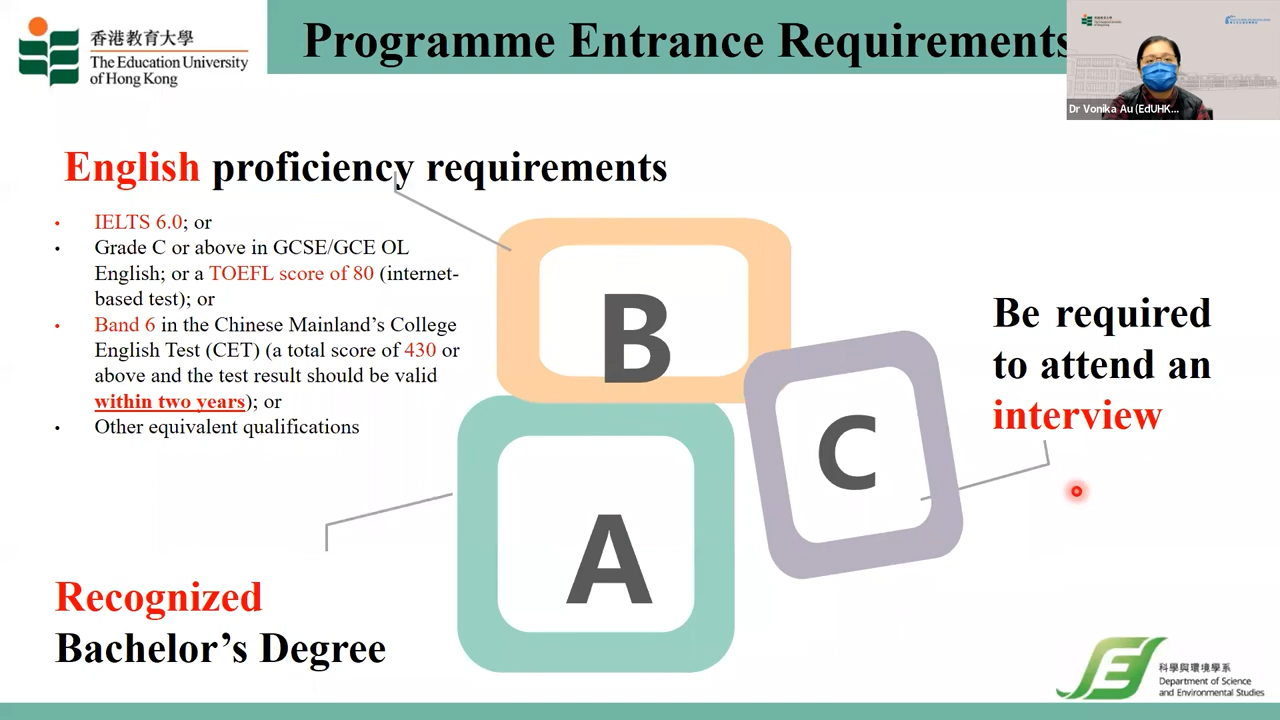 香港教育大學
The Education University
of Hong Kong
Programme Entrance Requirements
Dr Vonika Au (EdUHK...
English proficiency requirements
• IELTS 6.0; or
• Grade C or above in GCSE/GCE OL
English; or a TOEFL score of 80 (internet-
based test); or
• Band 6 in the Chinese Mainland’s College
English Test (CET) (a total score of 430 or
above and the test result should be valid
within two years); or
• Other equivalent qualifications
B
Be required
to attend an
interview
C
A
Recognized
Bachelor’s Degree
科學與環境學系
Department of Science
and Environmental Studies